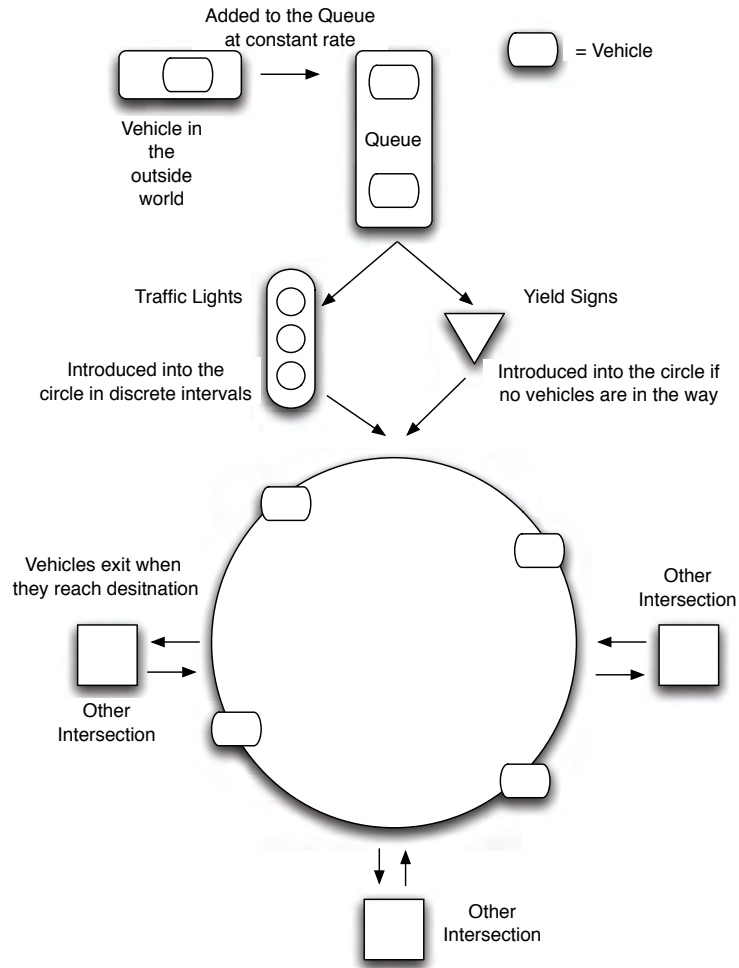 Added to the Queue
at constant rate
= Vehicle
Vehicle in
the
outside
world
Queue
Traffic Lights
Yield Signs
Introduced into the
circle in discrete intervals
Introduced into the circle if
no vehicles are in the way
Vehicles exit when
they reach desitnation
Other
Intersection
Other
Intersection
Other
Intersection